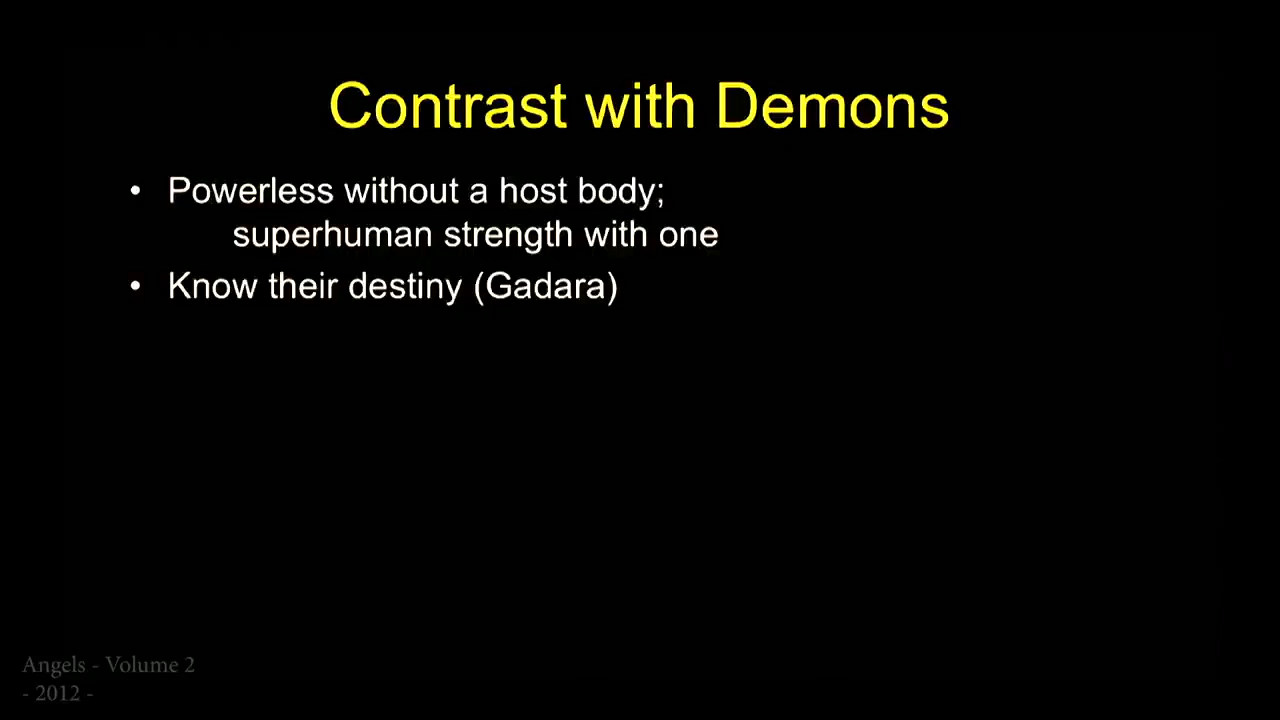 Contrast with Demons
• Powerless without a host body;
superhuman strength with one
• Know their destiny (Gadara)
Angels - Volume 2
- 2012 -